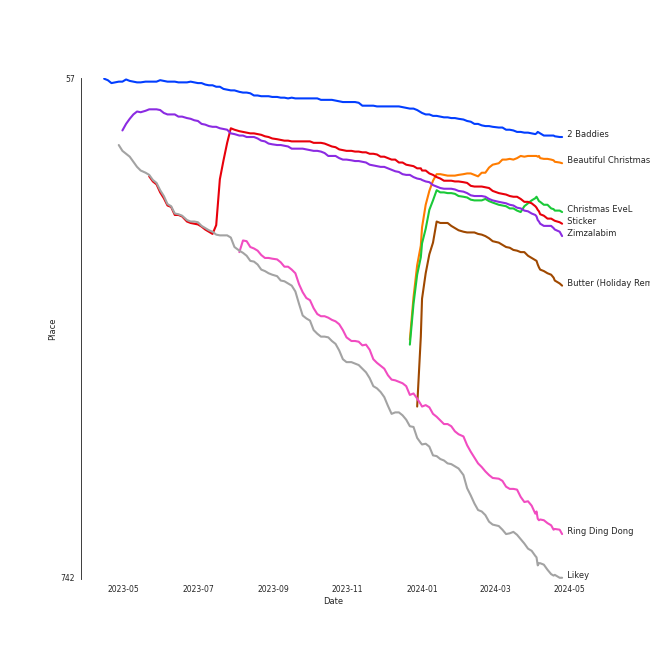 57
2 Baddies
Beautiful Christmas
Christmas EveL
Sticker
Zimzalabim
Butter (Holiday Rem
Place
Ring Ding Dong
Likey
742
2023-05 2023-07 2023-09 2023-11 2024-01 2024-03 2024-05
Date